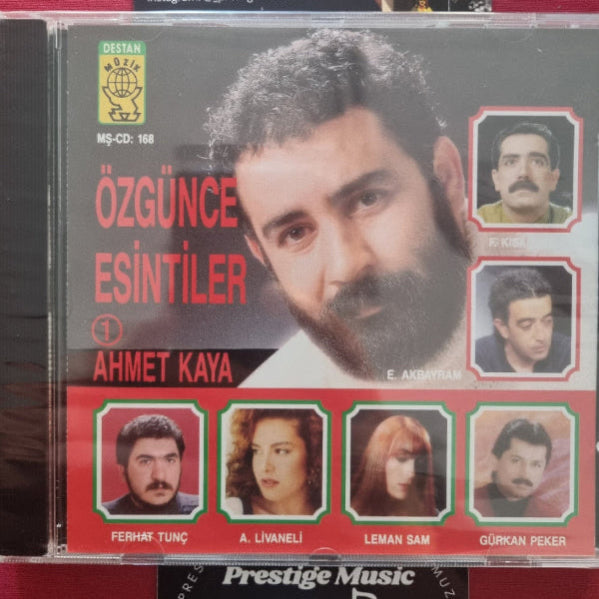 DESTAN
MÜZİK
MŞ-CD: 168
ÖZGÜNCE
ESİNTİLER
1
AHMET KAYA
E. AKBAYRAM
FERHAT TUNÇ
A. LİVANELİ
LEMAN SAM
GÜRKAN PEKER
Prestige Music